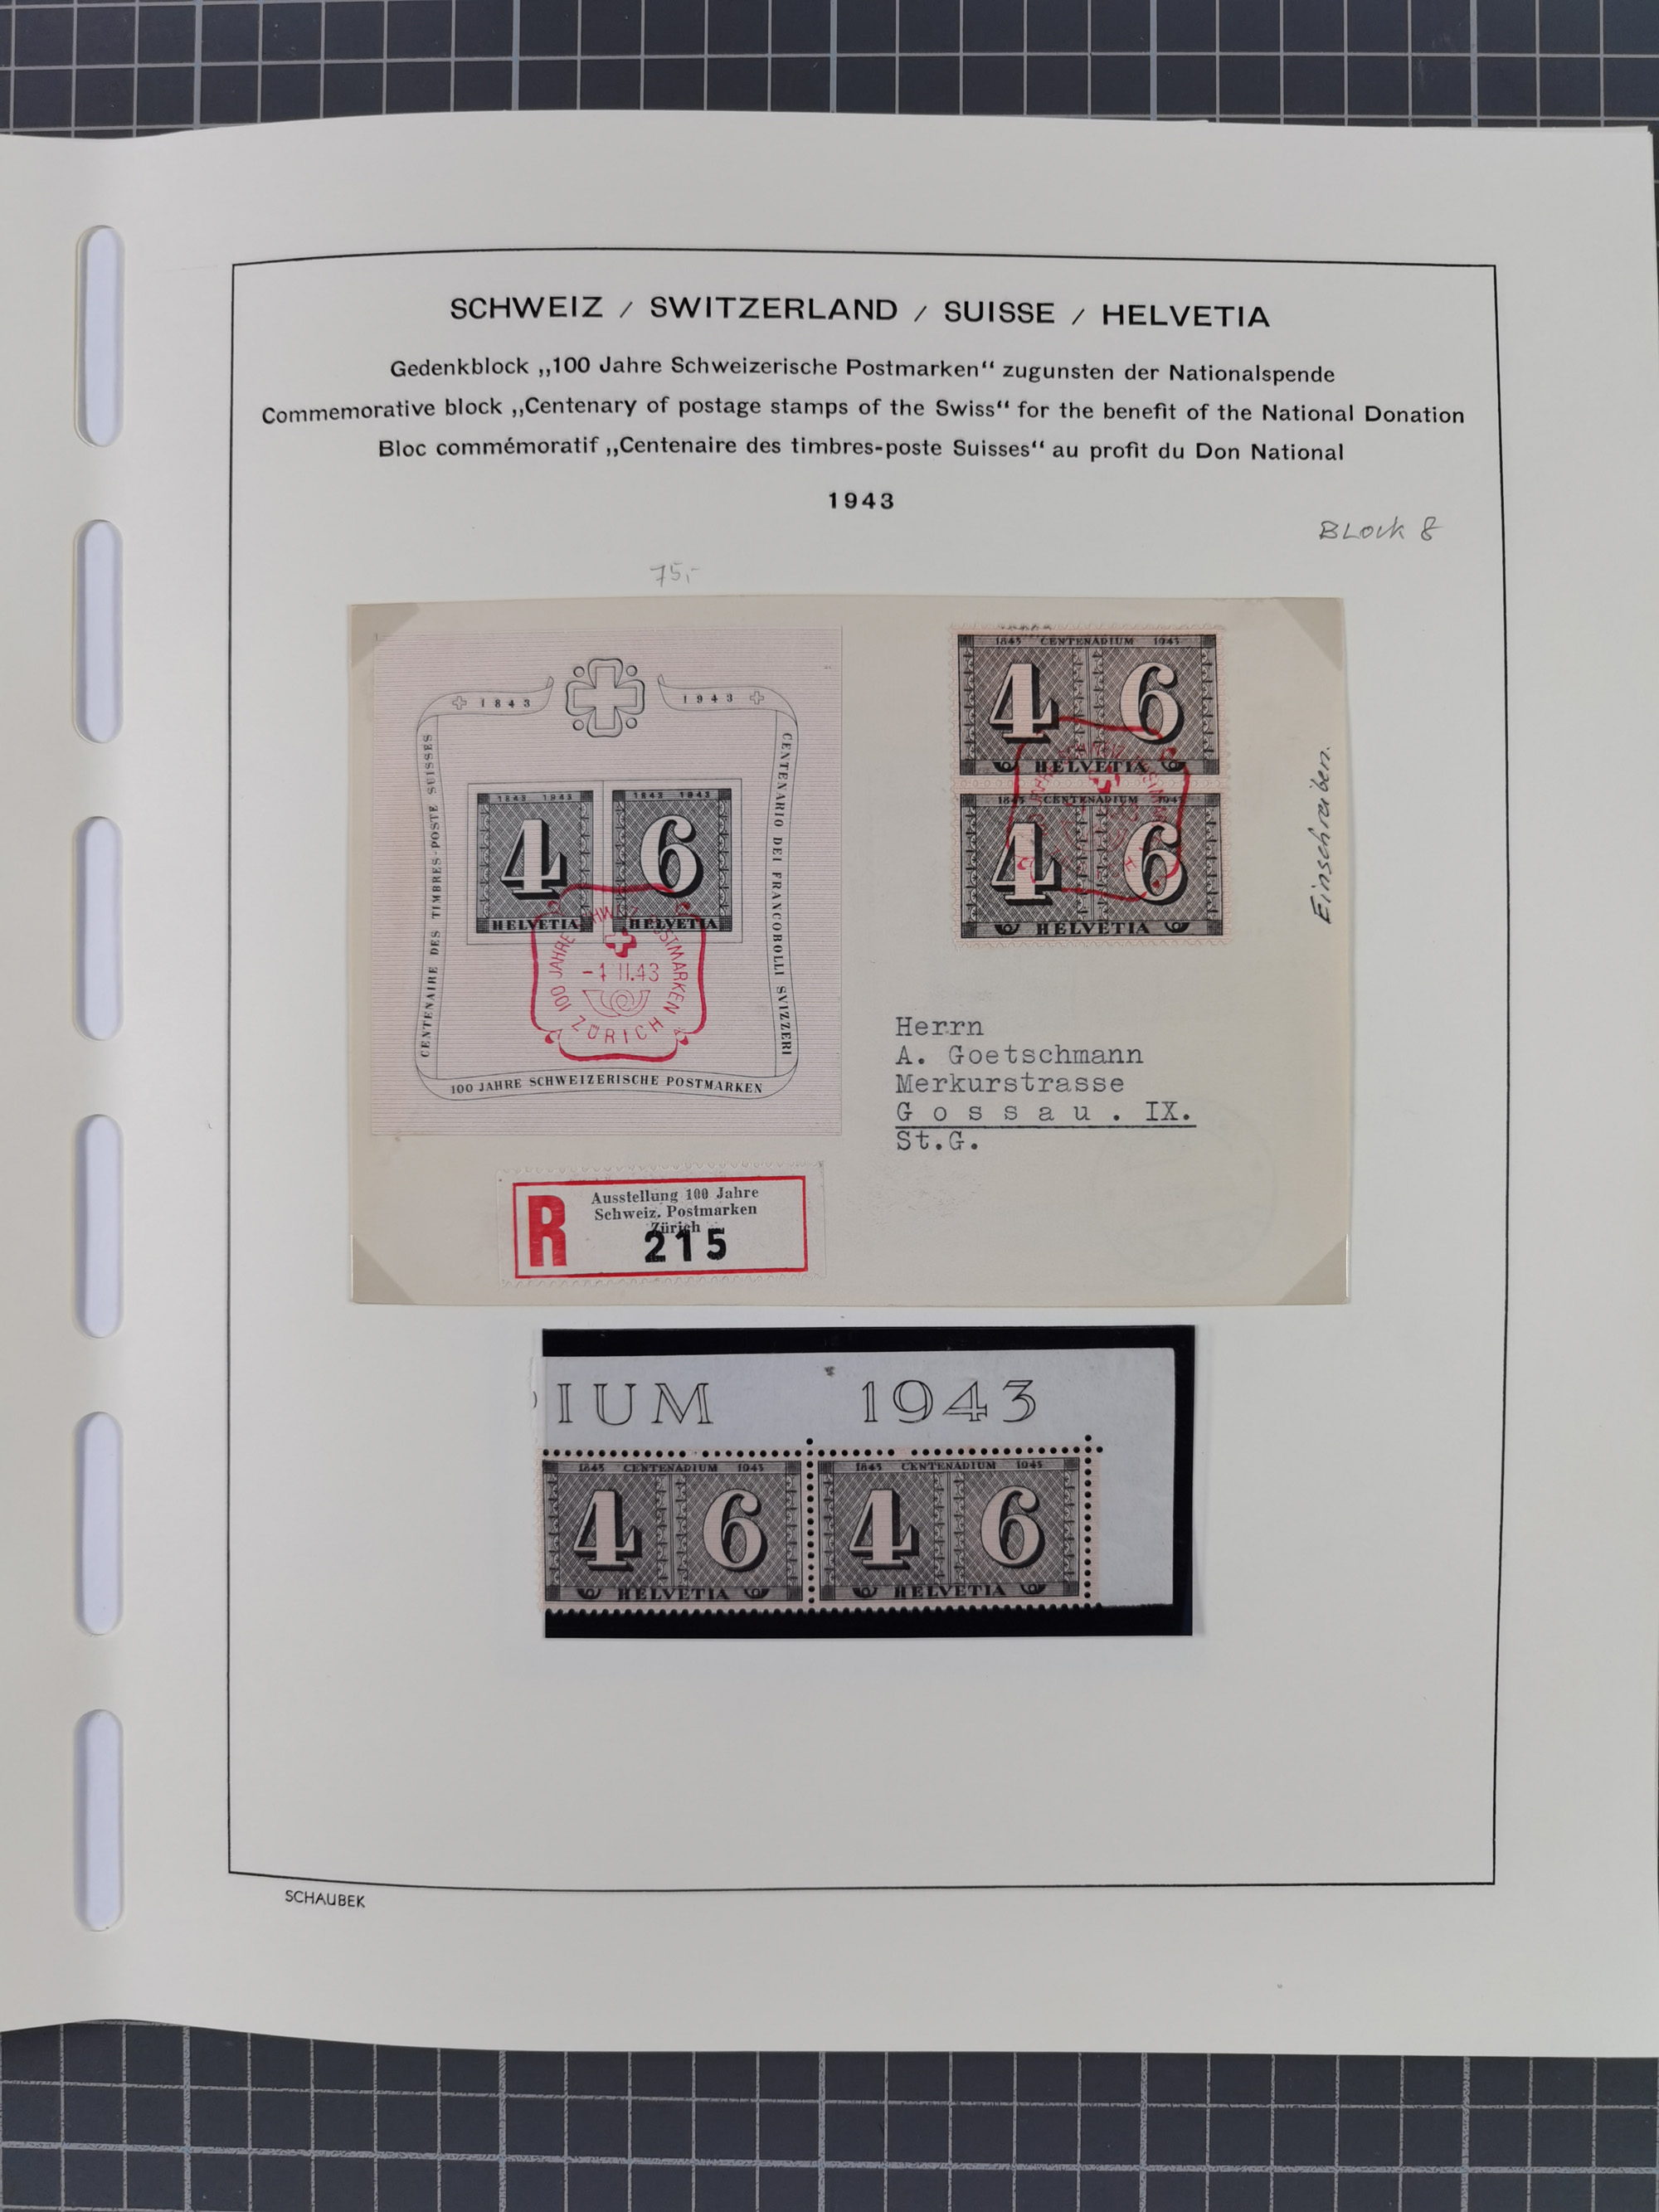 SCHWEIZ / SWITZERLAND / SUISSE / HELVETIA
Gedenkblock „100 Jahre Schweizerische Postmarken“ zugunsten der Nationalspende
Commemorative block „Centenary of postage stamps of the Swiss“ for the benefit of the National Donation
Bloc commémoratif „Centenaire des timbres-poste Suisses“ au profit du Don National
1943
BLOCK 8
75,-
1843
1943
CENTENAIRE DES TIMBRES-POSTE SUISSES
CENTENARIO DEI FRANCOBOLLI SVIZZERI
100 JAHRE SCHWEIZERISCHE POSTMARKEN
1843 1943
4
HELVETIA
1843 1943
6
HELVETIA
100 JAHRE SCHWEIZ. POSTMARKEN
-1 II.43
ZÜRICH
1843 CENTENARIUM 1943
4 6
HELVETIA
1843 CENTENARIUM 1943
4 6
HELVETIA
Einschreiben.
Herrn
A. Goetschmann
Merkurstrasse
G o s s a u . IX.
St.G.
R
Ausstellung 100 Jahre
Schweiz. Postmarken
Zürich
215
IUM 1943
1843 CENTENARIUM 1943
4 6
HELVETIA
1843 CENTENARIUM 1943
4 6
HELVETIA
SCHAUBEK